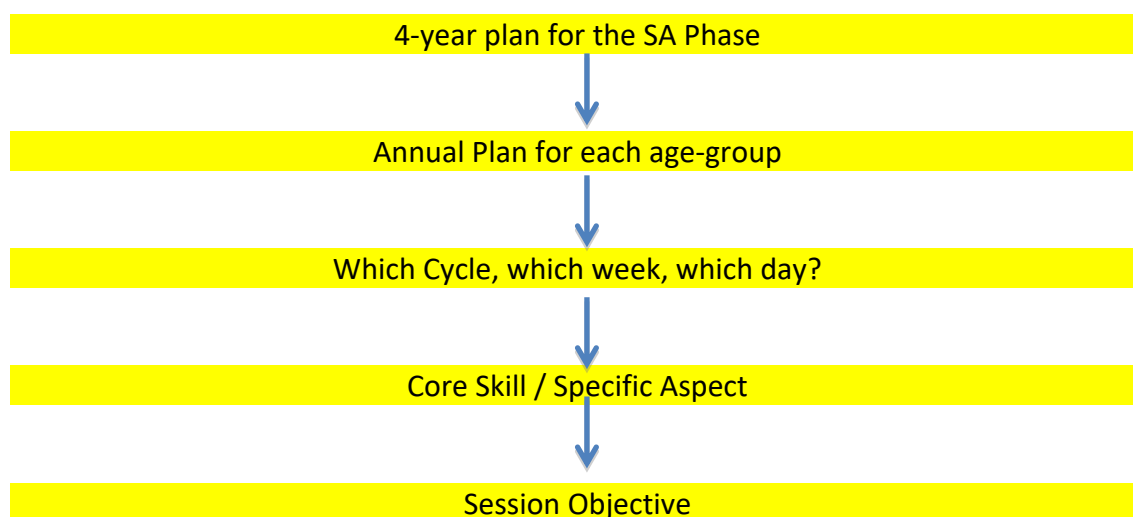 4-year plan for the SA Phase
Annual Plan for each age-group
Which Cycle, which week, which day?
Core Skill / Specific Aspect
Session Objective